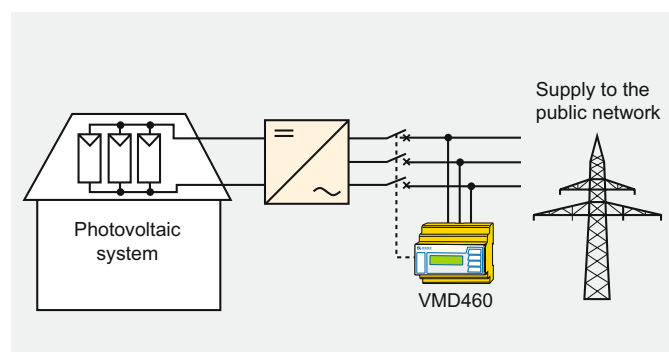 Supply to the
public network
Photovoltaic
system
VMD460